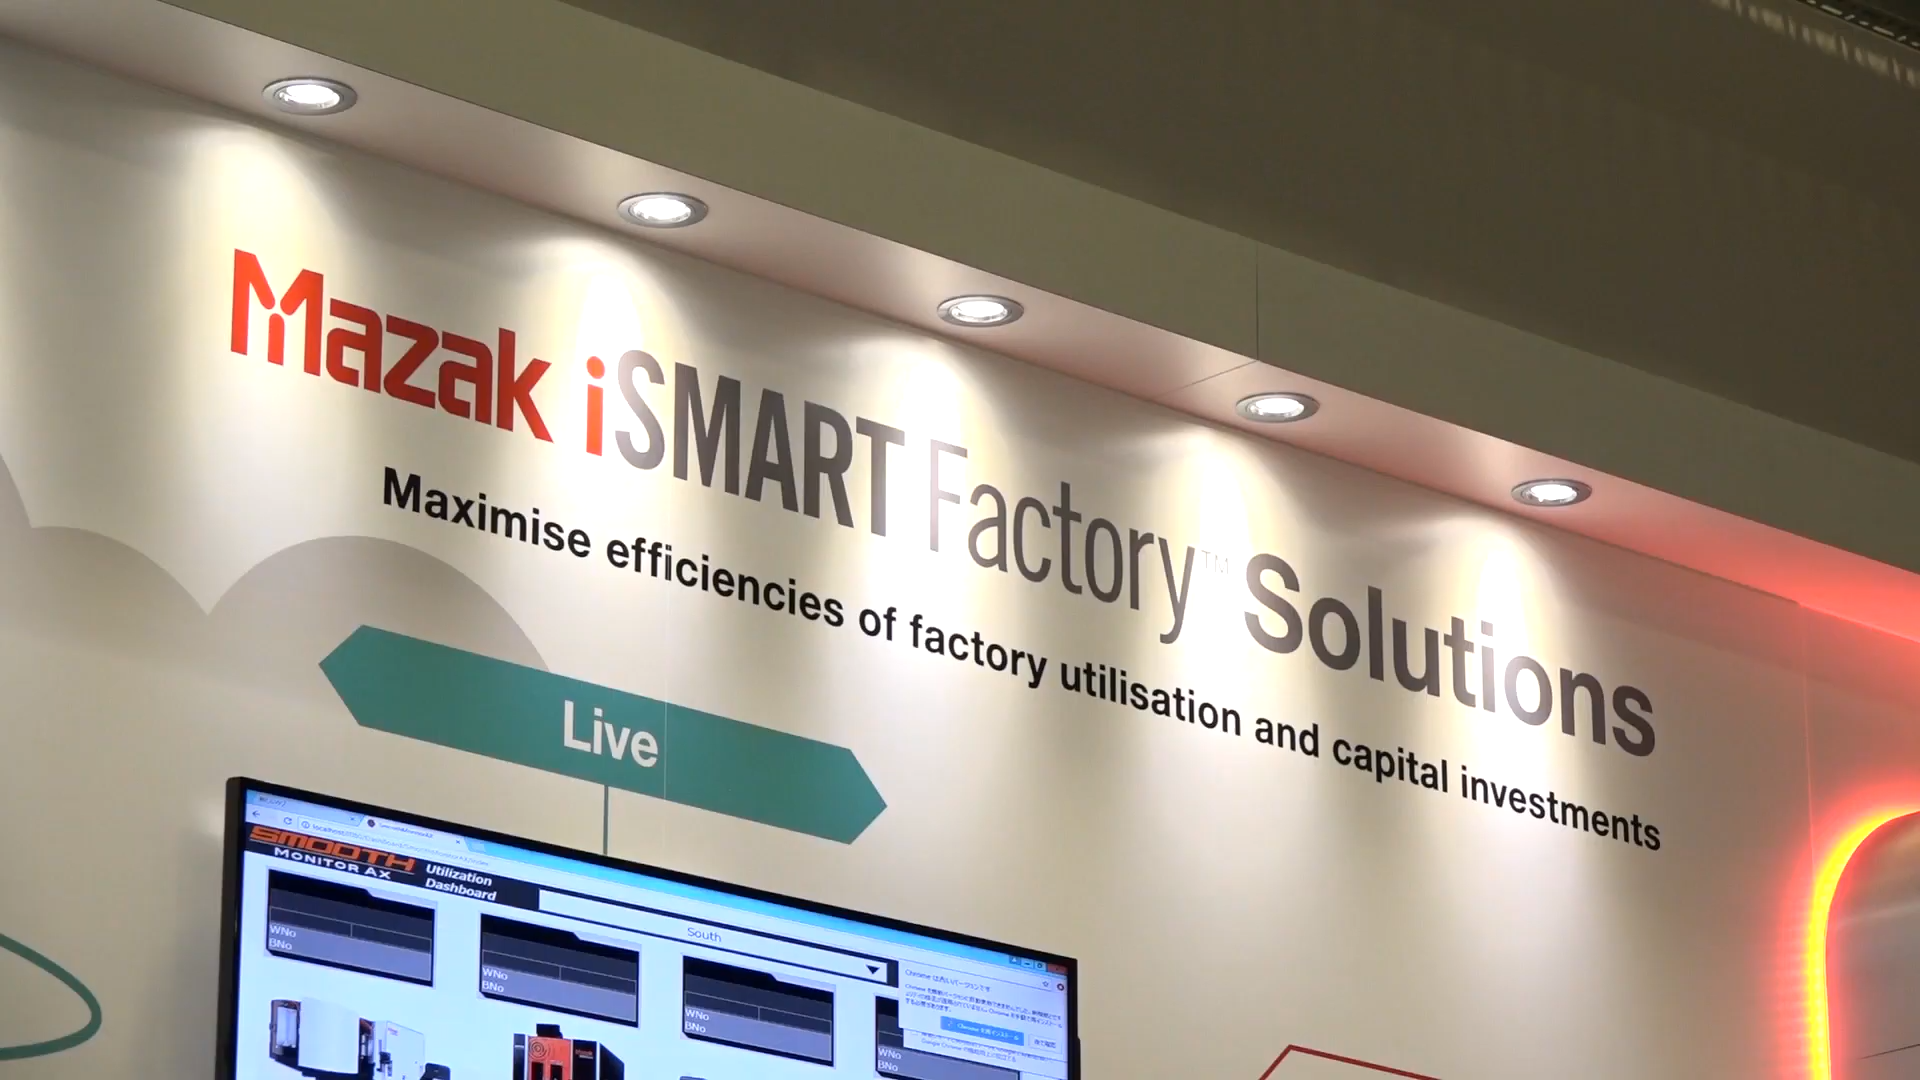 Mazak iSMART Factory™ Solutions
Maximise efficiencies of factory utilisation and capital investments
Live
SMOOTH
MONITOR AX
Utilization
Dashboard
South
WNo
BNo
WNo
BNo
WNo
BNo
WNo
BNo